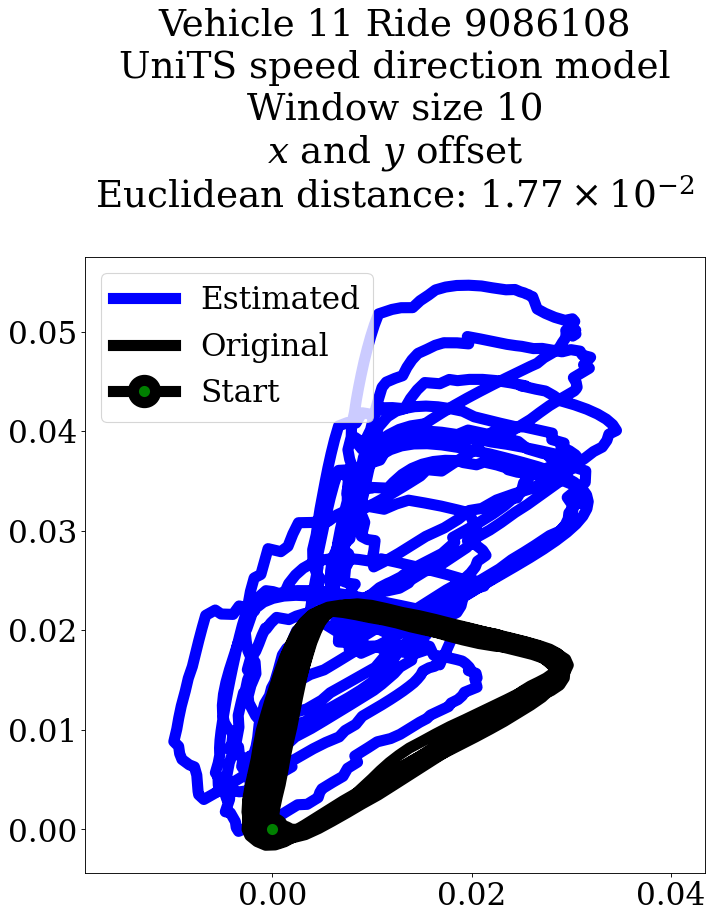 Vehicle 11 Ride 9086108
UniTS speed direction model
Window size 10
x and y offset
Euclidean distance: 1.77 × 10⁻²
Estimated
Original
Start
0.05
0.04
0.03
0.02
0.01
0.00
0.00 0.02 0.04